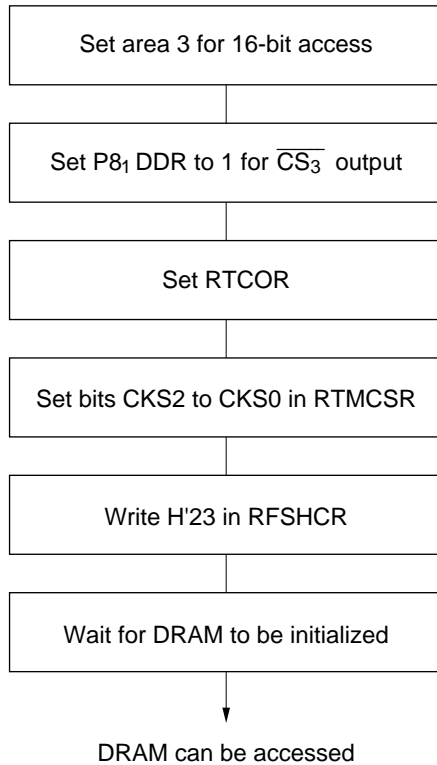 Set area 3 for 16-bit access
Set P8₁ DDR to 1 for C̅S̅₃̅ output
Set RTCOR
Set bits CKS2 to CKS0 in RTMCSR
Write H'23 in RFSHCR
Wait for DRAM to be initialized
DRAM can be accessed